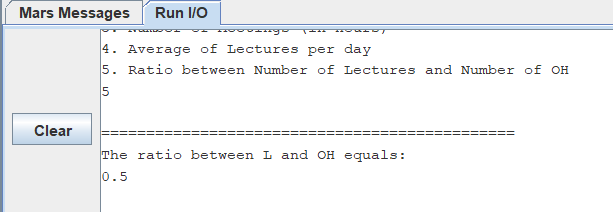 Mars Messages
Run I/O
3. Number of Meetings (in hours)
4. Average of Lectures per day
5. Ratio between Number of Lectures and Number of OH
5
Clear
==============================================
The ratio between L and OH equals:
0.5